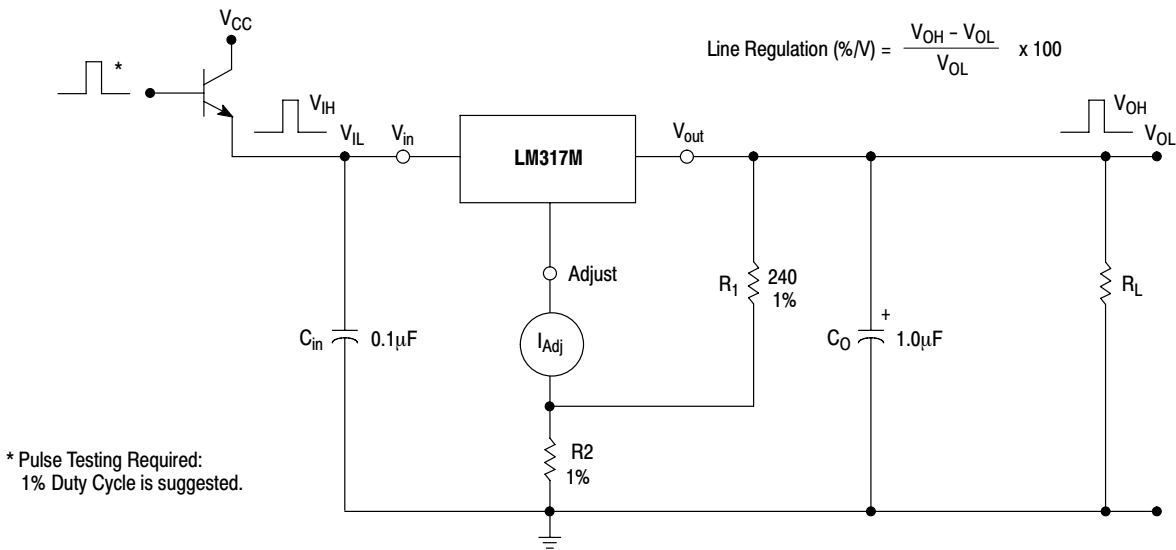 V_CC
Line Regulation (%/V) = V_OH – V_OL / V_OL x 100
*
V_IH
V_IL
V_in
LM317M
V_out
V_OH
V_OL
Adjust
R_1
240
1%
R_L
C_in
0.1µF
I_Adj
C_O
+
1.0µF
R2
1%
* Pulse Testing Required:
1% Duty Cycle is suggested.